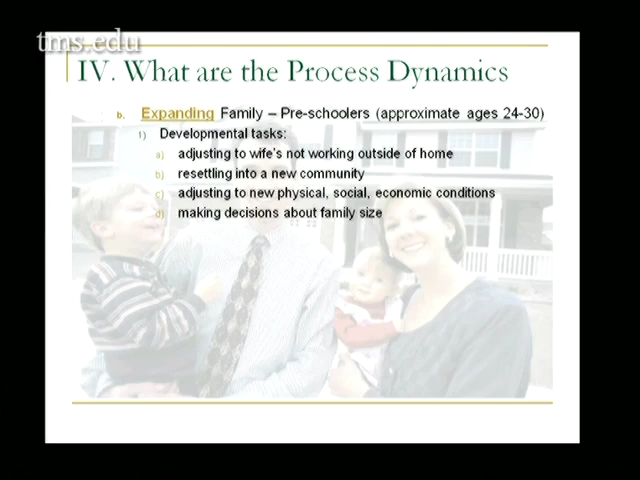 tms.edu
IV. What are the Process Dynamics
b. Expanding Family – Pre-schoolers (approximate ages 24-30)
1) Developmental tasks:
a) adjusting to wife's not working outside of home
b) resettling into a new community
c) adjusting to new physical, social, economic conditions
d) making decisions about family size